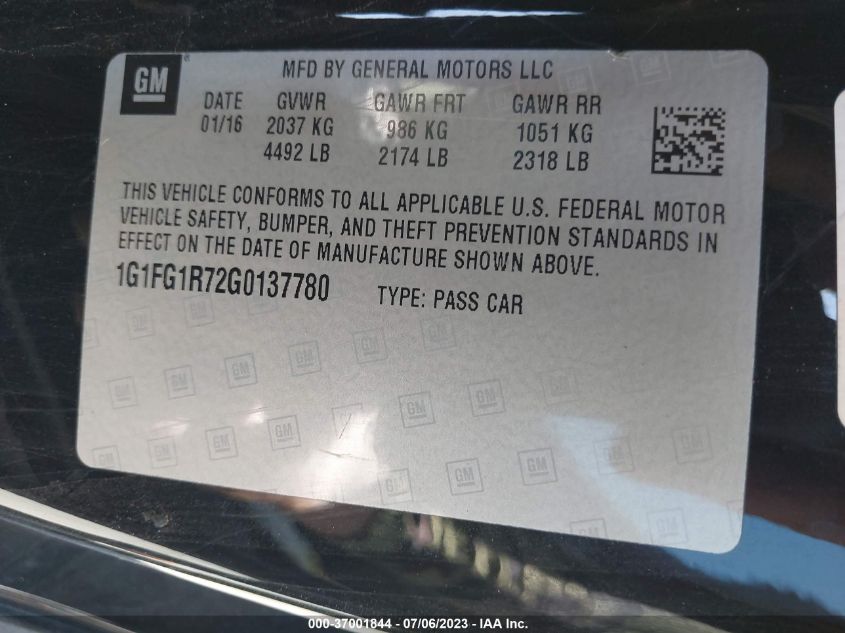 GM
MFD BY GENERAL MOTORS LLC
DATE GVWR GAWR FRT GAWR RR
01/16 2037 KG 986 KG 1051 KG
4492 LB 2174 LB 2318 LB
THIS VEHICLE CONFORMS TO ALL APPLICABLE U.S. FEDERAL MOTOR
VEHICLE SAFETY, BUMPER, AND THEFT PREVENTION STANDARDS IN
EFFECT ON THE DATE OF MANUFACTURE SHOWN ABOVE.
1G1FG1R72G0137780 TYPE: PASS CAR
000-37001844 / 07/06/2023 - © IAA Inc.